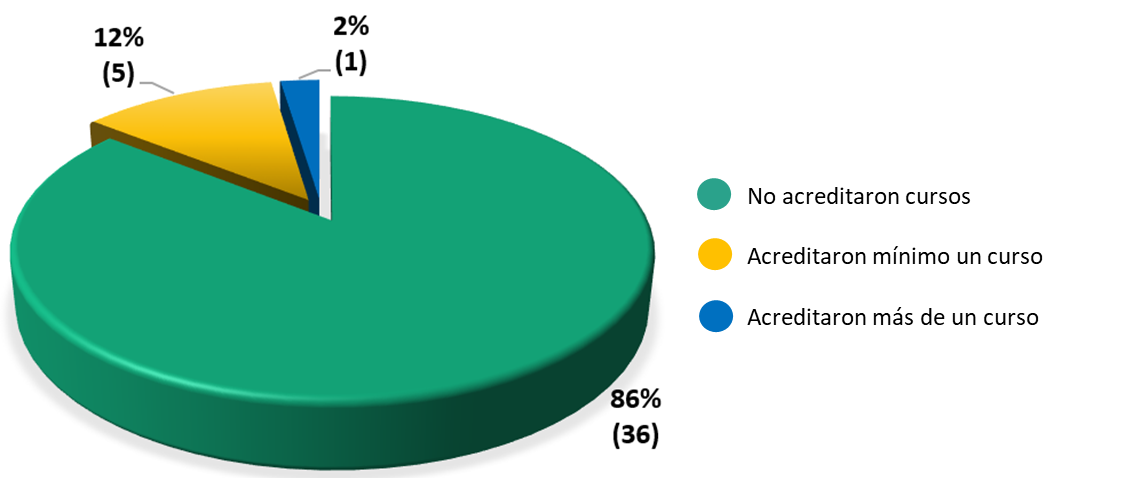 12%
(5)
2%
(1)
No acreditaron cursos
Acreditaron mínimo un curso
Acreditaron más de un curso
86%
(36)